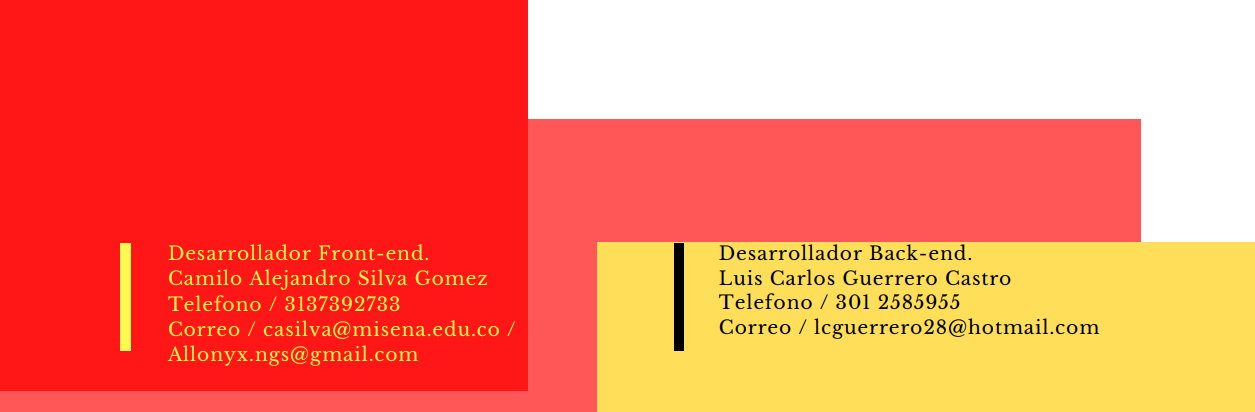 Desarrollador Front-end.
Camilo Alejandro Silva Gomez
Telefono / 3137392733
Correo / casilva@misena.edu.co /
Allonyx.ngs@gmail.com
Desarrollador Back-end.
Luis Carlos Guerrero Castro
Telefono / 301 2585955
Correo / lcguerrero28@hotmail.com